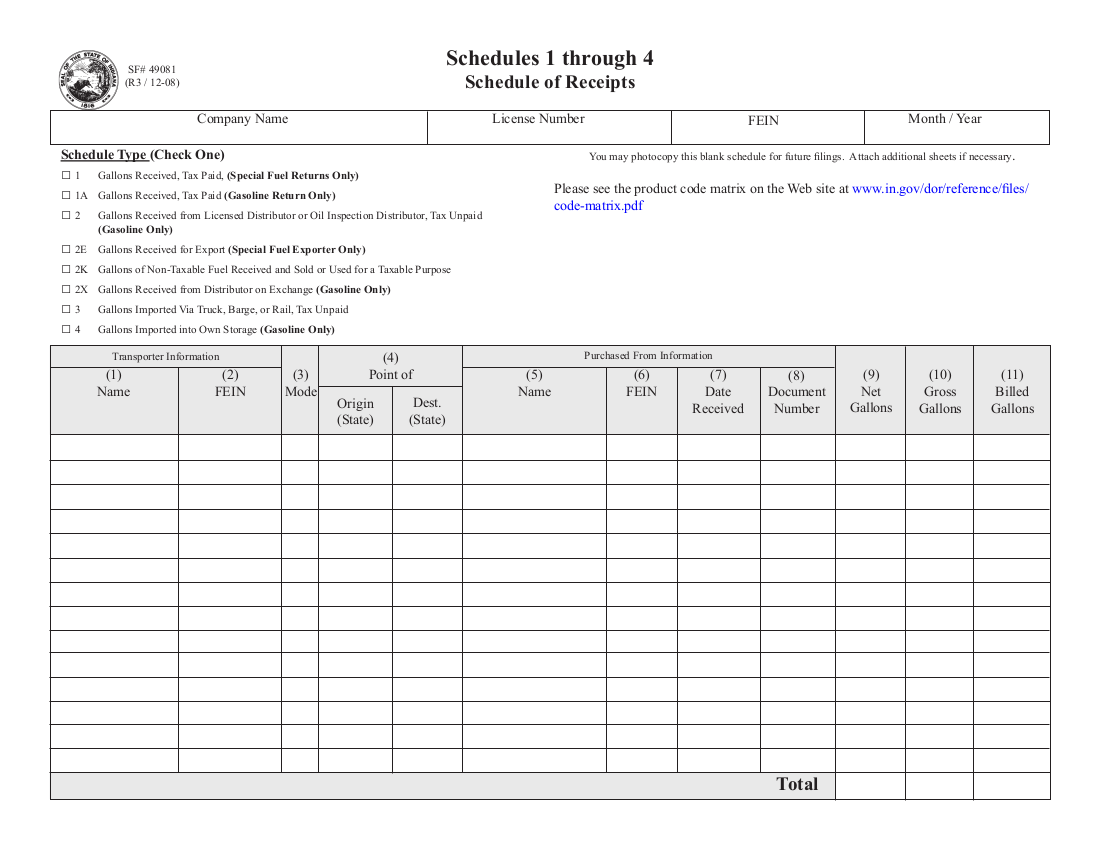 SEAL OF THE STATE OF INDIANA
1816
SF# 49081
(R3 / 12-08)
Schedules 1 through 4
Schedule of Receipts
Company Name
License Number
FEIN
Month / Year
Schedule Type (Check One)
☐ 1 Gallons Received, Tax Paid, (Special Fuel Returns Only)
☐ 1A Gallons Received, Tax Paid (Gasoline Return Only)
☐ 2 Gallons Received from Licensed Distributor or Oil Inspection Distributor, Tax Unpaid
(Gasoline Only)
☐ 2E Gallons Received for Export (Special Fuel Exporter Only)
☐ 2K Gallons of Non-Taxable Fuel Received and Sold or Used for a Taxable Purpose
☐ 2X Gallons Received from Distributor on Exchange (Gasoline Only)
☐ 3 Gallons Imported Via Truck, Barge, or Rail, Tax Unpaid
☐ 4 Gallons Imported into Own Storage (Gasoline Only)
You may photocopy this blank schedule for future filings. Attach additional sheets if necessary.
Please see the product code matrix on the Web site at www.in.gov/dor/reference/files/
code-matrix.pdf
Transporter Information
(1)
Name
(2)
FEIN
(3)
Mode
(4)
Point of
Origin
(State)
Dest.
(State)
Purchased From Information
(5)
Name
(6)
FEIN
(7)
Date
Received
(8)
Document
Number
(9)
Net
Gallons
(10)
Gross
Gallons
(11)
Billed
Gallons
Total